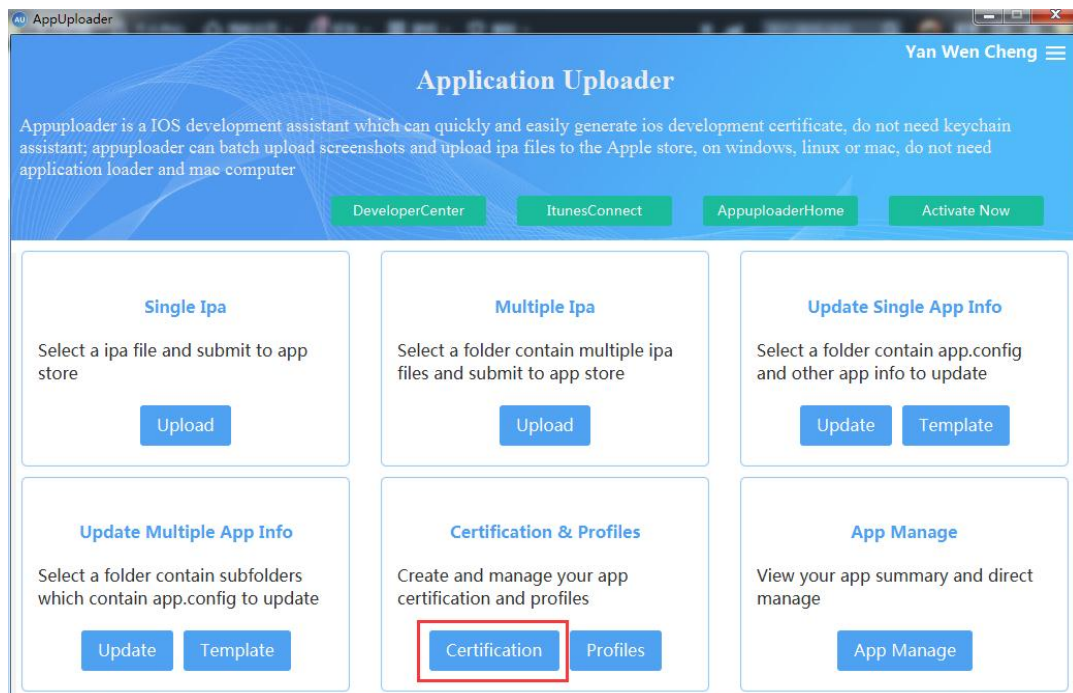 AU AppUploader
Yan Wen Cheng
Application Uploader
Appuploader is a IOS development assistant which can quickly and easily generate ios development certificate, do not need keychain
assistant; appuploader can batch upload screenshots and upload ipa files to the Apple store, on windows, linux or mac, do not need
application loader and mac computer
DeveloperCenter ItunesConnect AppuploaderHome Activate Now
Single Ipa
Select a ipa file and submit to app
store
Upload
Multiple Ipa
Select a folder contain multiple ipa
files and submit to app store
Upload
Update Single App Info
Select a folder contain app.config
and other app info to update
Update Template
Update Multiple App Info
Select a folder contain subfolders
which contain app.config to update
Update Template
Certification & Profiles
Create and manage your app
certification and profiles
Certification Profiles
App Manage
View your app summary and direct
manage
App Manage